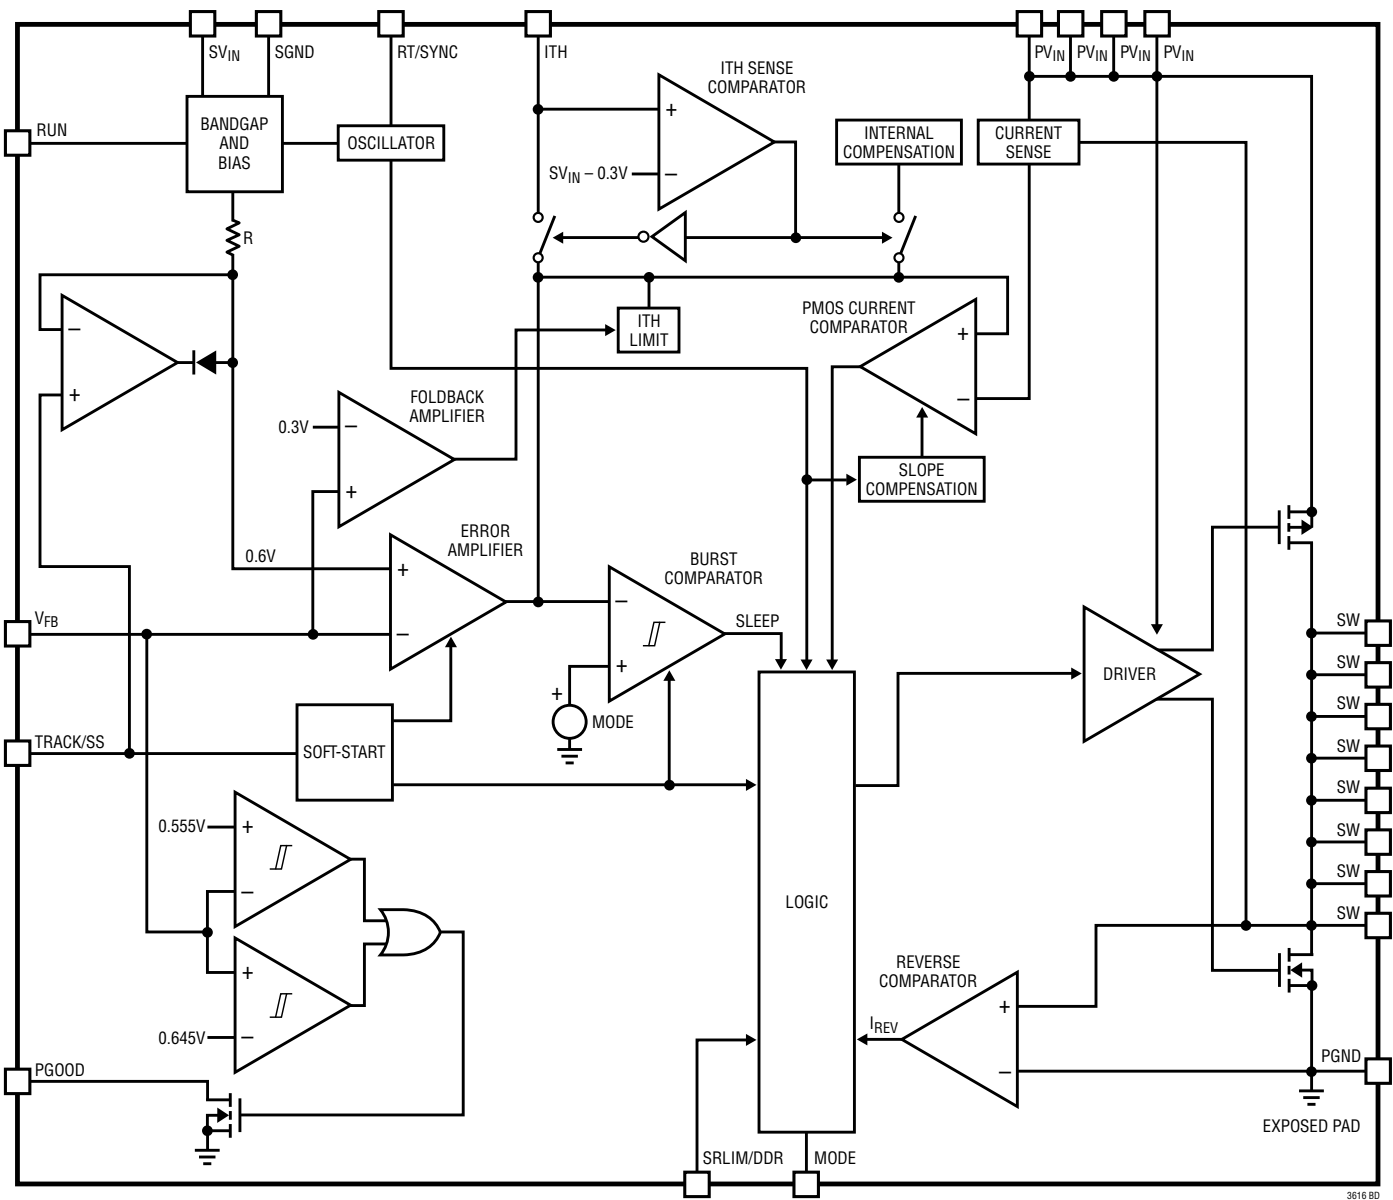 SVIN
SGND
RT/SYNC
ITH
PVIN
PVIN
PVIN
PVIN
ITH SENSE
COMPARATOR
RUN
BANDGAP
AND
BIAS
OSCILLATOR
+
SVIN – 0.3V
–
INTERNAL
COMPENSATION
CURRENT
SENSE
R
–
+
ITH
LIMIT
PMOS CURRENT
COMPARATOR
+
–
FOLDBACK
AMPLIFIER
0.3V
–
+
SLOPE
COMPENSATION
0.6V
ERROR
AMPLIFIER
+
–
BURST
COMPARATOR
–
+
SLEEP
VFB
+
MODE
DRIVER
SW
SW
SW
SW
SW
SW
SW
SW
TRACK/SS
SOFT-START
0.555V
+
–
+
0.645V
–
LOGIC
REVERSE
COMPARATOR
+
IREV
–
PGOOD
PGND
EXPOSED PAD
SRLIM/DDR
MODE
3616 BD